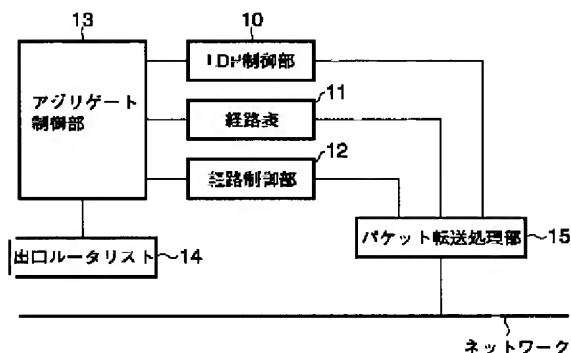 13
10
アグリゲート
制御部
LDP制御部
11
経路表
12
経路制御部
出口ルータリスト
14
パケット転送処理部
15
ネットワーク